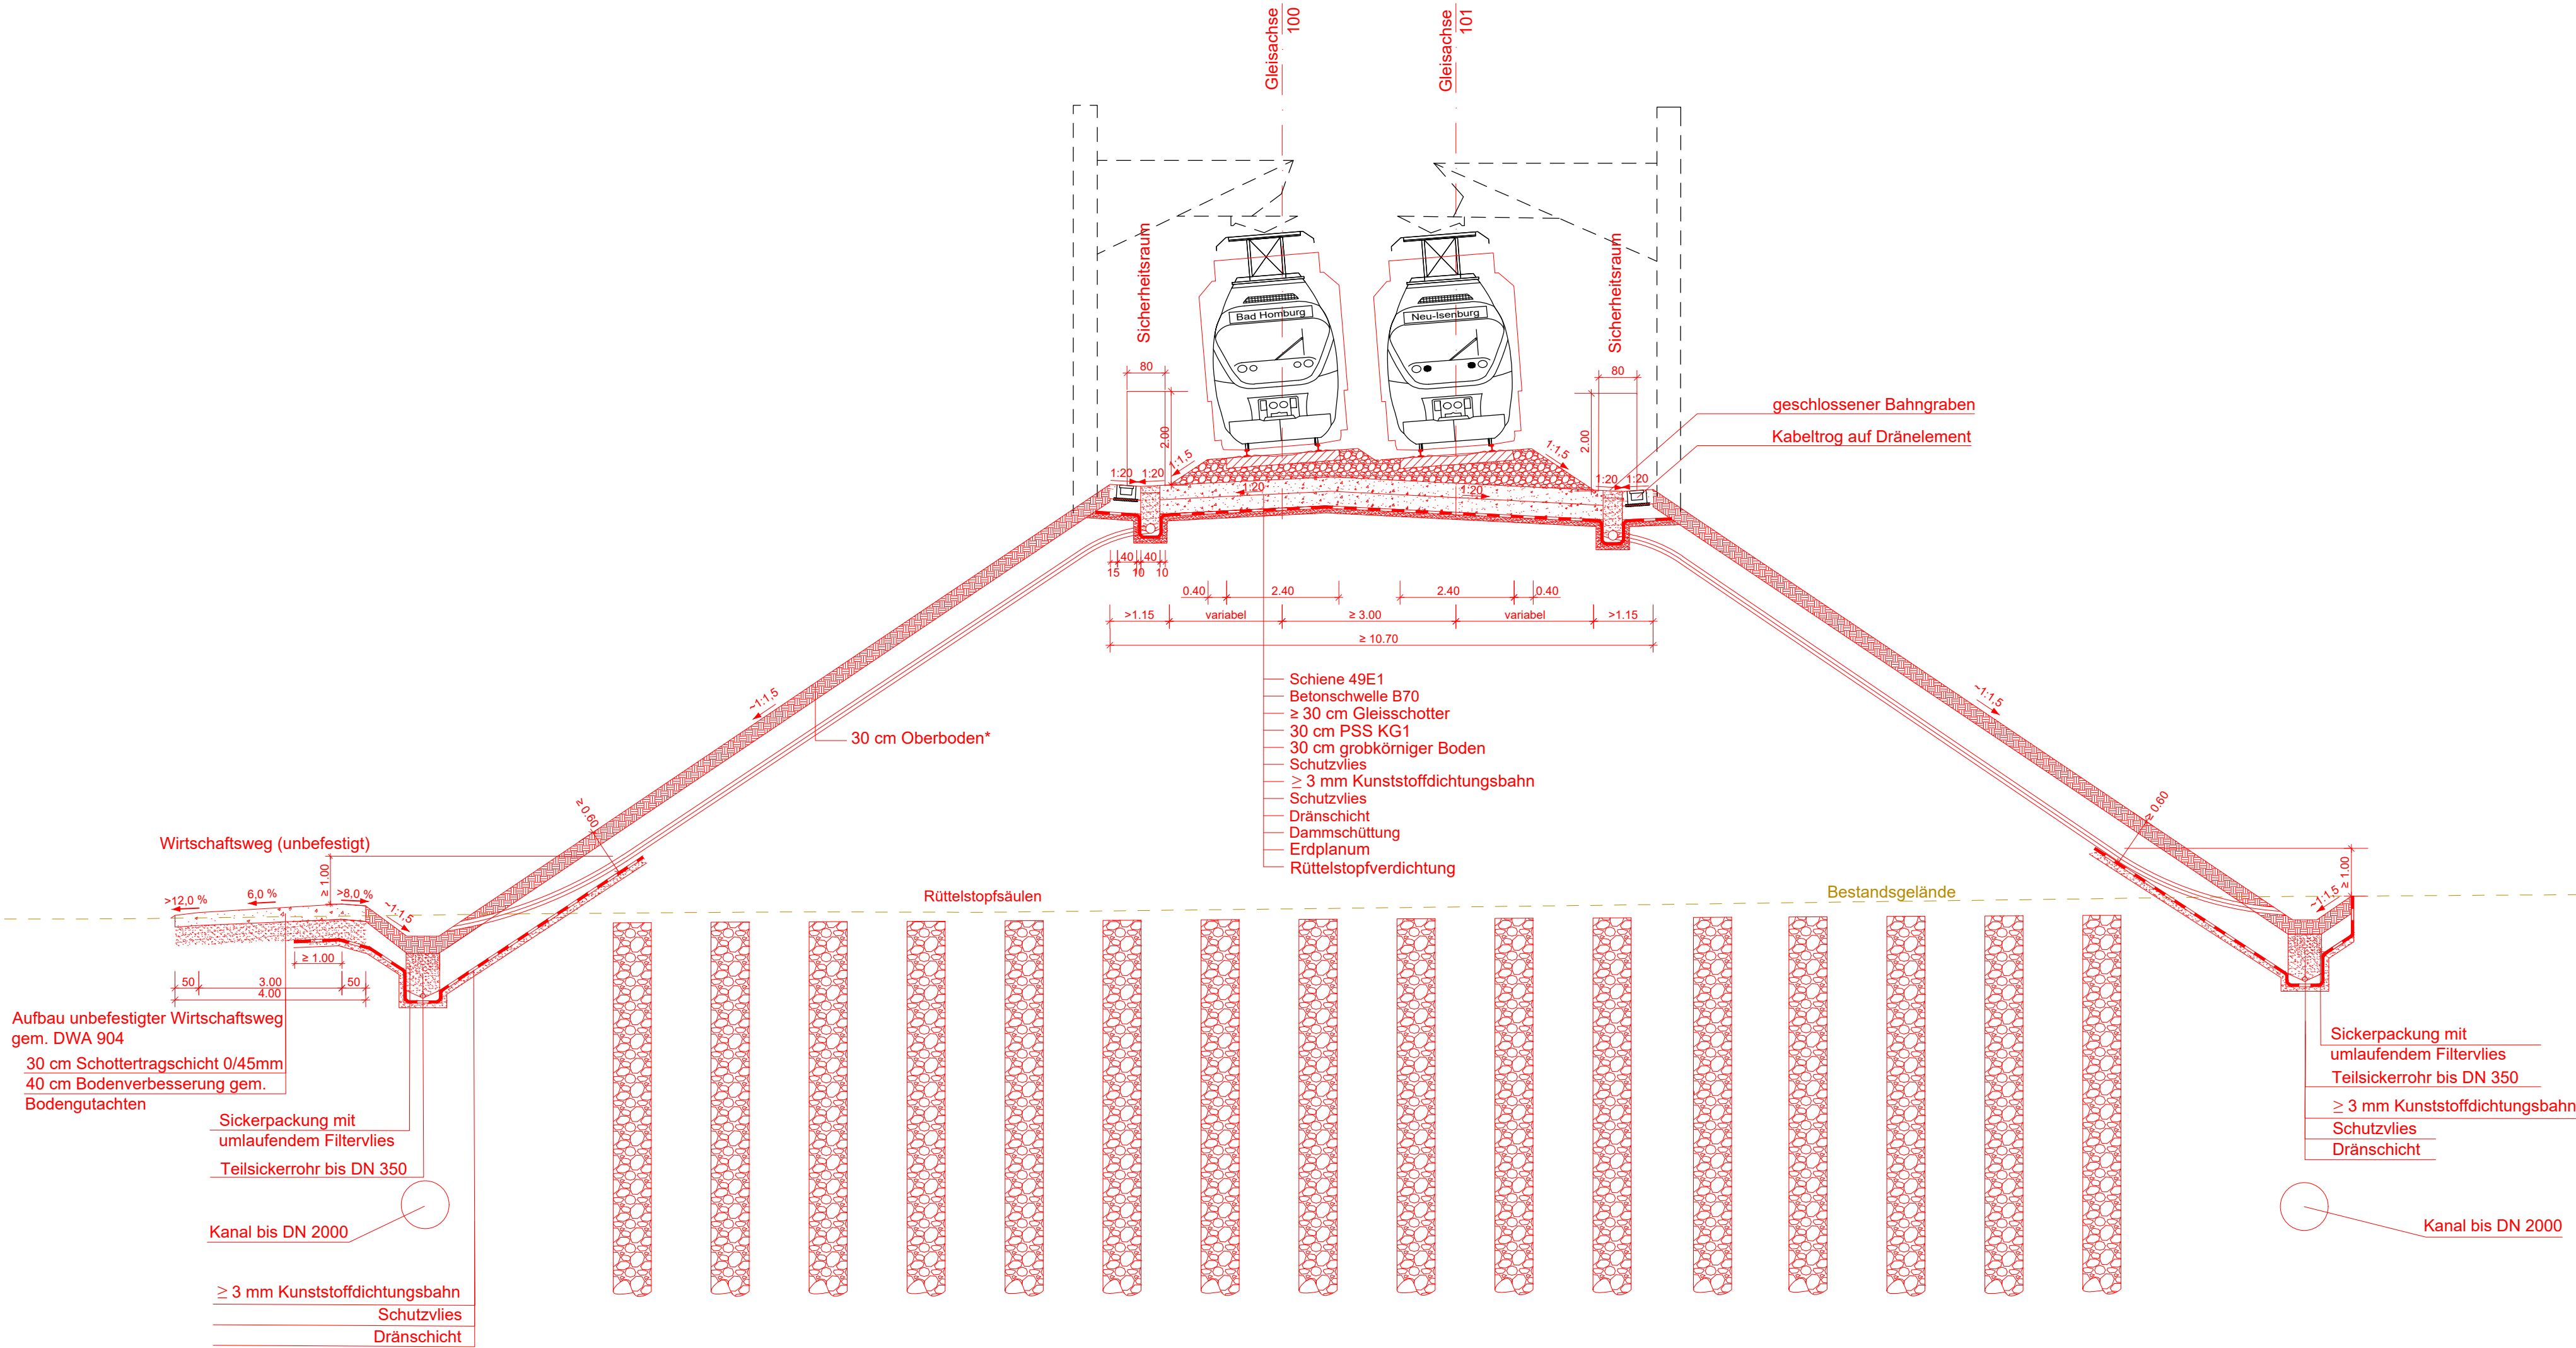 Gleisachse
100
Gleisachse
101
Sicherheitsraum
Sicherheitsraum
Bad Homburg
Neu-Isenburg
80
80
2.00
2.00
geschlossener Bahngraben
Kabeltrog auf Dränelement
1:1,5
1:1,5
1:20
1:20
1:20
1:20
1:20
1:20
40
40
15
10
10
0.40
2.40
2.40
0.40
>1.15
variabel
≥ 3.00
variabel
>1.15
≥ 10.70
Schiene 49E1
Betonschwelle B70
≥ 30 cm Gleisschotter
30 cm PSS KG1
30 cm grobkörniger Boden
Schutzvlies
≥ 3 mm Kunststoffdichtungsbahn
Schutzvlies
Dränschicht
Dammschüttung
Erdplanum
Rüttelstopfverdichtung
~1:1,5
~1:1,5
30 cm Oberboden*
≥ 0.60
≥ 0.60
Wirtschaftsweg (unbefestigt)
≥ 1.00
≥ 1.00
>12,0 %
6,0 %
>8,0 %
~1:1,5
~1:1,5
Rüttelstopfsäulen
Bestandsgelände
≥ 1.00
50
3.00
50
4.00
Aufbau unbefestigter Wirtschaftsweg
gem. DWA 904
30 cm Schottertragschicht 0/45mm
40 cm Bodenverbesserung gem.
Bodengutachten
Sickerpackung mit
umlaufendem Filtervlies
Teilsickerrohr bis DN 350
Kanal bis DN 2000
≥ 3 mm Kunststoffdichtungsbahn
Schutzvlies
Dränschicht
Sickerpackung mit
umlaufendem Filtervlies
Teilsickerrohr bis DN 350
≥ 3 mm Kunststoffdichtungsbahn
Schutzvlies
Dränschicht
Kanal bis DN 2000